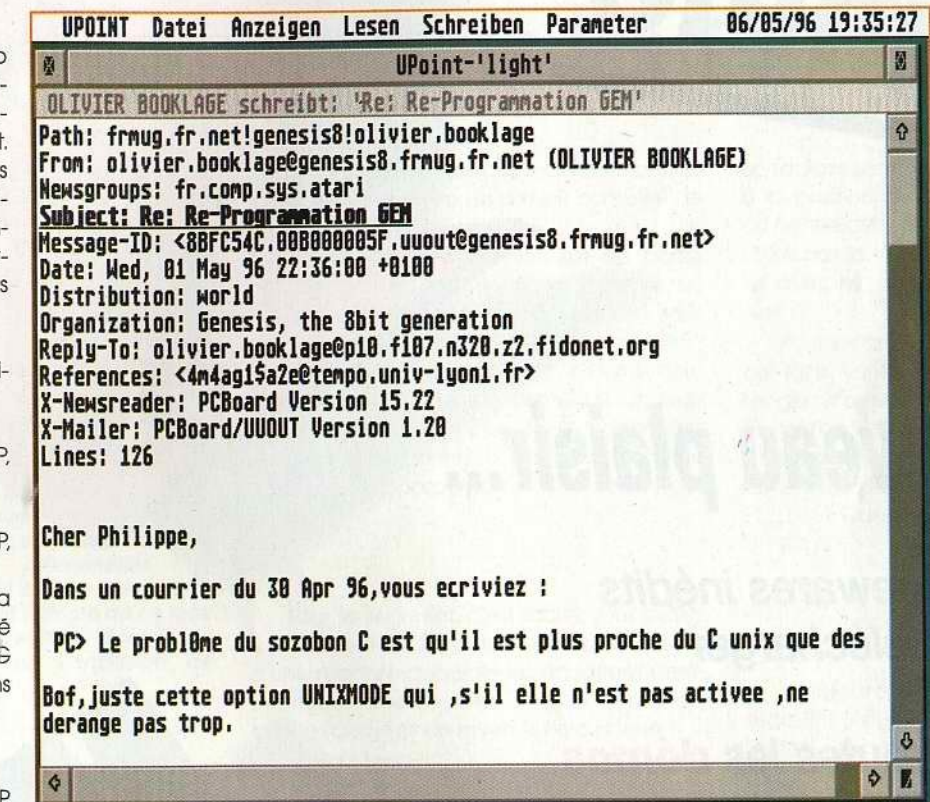 UPOINT Datei Anzeigen Lesen Schreiben Parameter 06/05/96 19:35:27
UPoint-'light'
OLIVIER BOOKLAGE schreibt: 'Re: Re-Programmation GEM'
Path: frmug.fr.net!genesis8!olivier.booklage
From: olivier.booklage@genesis8.frmug.fr.net (OLIVIER BOOKLAGE)
Newsgroups: fr.comp.sys.atari
Subject: Re: Re-Programmation GEM
Message-ID: <8BFC54C.00B000005F.uuout@genesis8.frmug.fr.net>
Date: Wed, 01 May 96 22:36:00 +0100
Distribution: world
Organization: Genesis, the 8bit generation
Reply-To: olivier.booklage@p10.f107.n320.z2.fidonet.org
References: <4m4agi$a2e@tempo.univ-lyon1.fr>
X-Newsreader: PCBoard Version 15.22
X-Mailer: PCBoard/UUOUT Version 1.20
Lines: 126
Cher Philippe,
Dans un courrier du 30 Apr 96,vous ecriviez :
PC> Le probl0me du sozobon C est qu'il est plus proche du C unix que des
Bof,juste cette option UNIXMODE qui ,s'il elle n'est pas activee ,ne
derange pas trop.